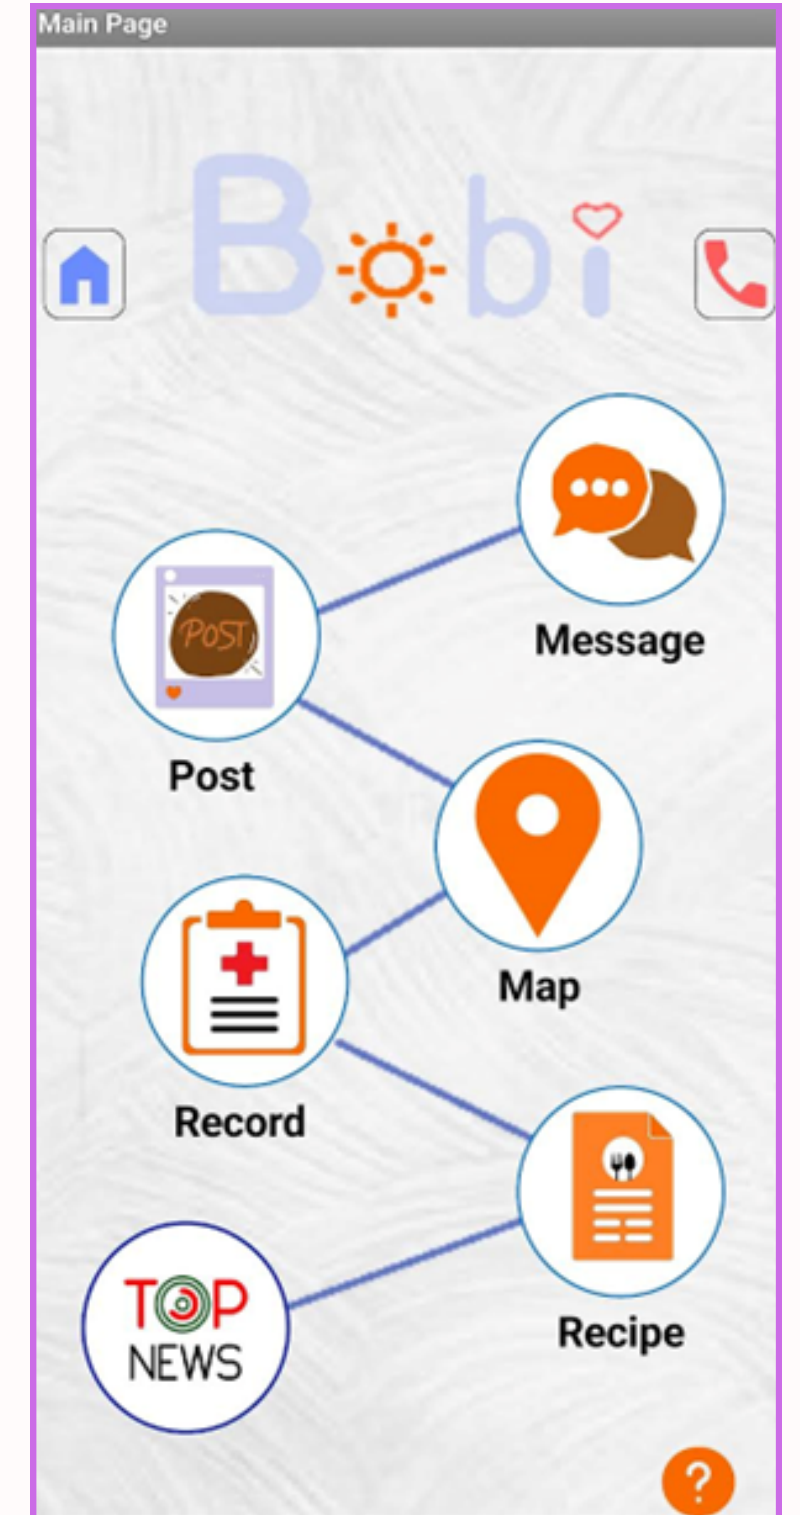 Main Page
Bobi
Message
POST
Post
Map
Record
Recipe
TOP
NEWS
?